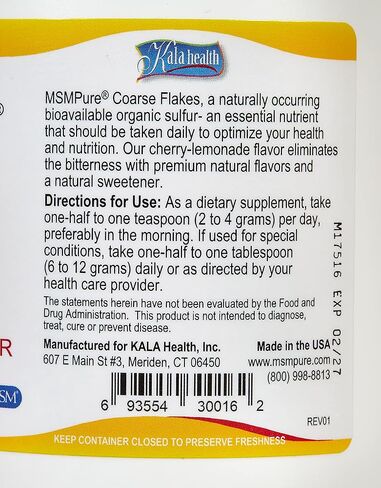 Kala health
MSMPure® Coarse Flakes, a naturally occurring
bioavailable organic sulfur- an essential nutrient
that should be taken daily to optimize your health
and nutrition. Our cherry-lemonade flavor eliminates
the bitterness with premium natural flavors and
a natural sweetener.
Directions for Use: As a dietary supplement, take
one-half to one teaspoon (2 to 4 grams) per day,
preferably in the morning. If used for special
conditions, take one-half to one tablespoon
(6 to 12 grams) daily or as directed by your
health care provider.
The statements herein have not been evaluated by the Food and
Drug Administration. This product is not intended to diagnose,
treat, cure or prevent disease.
Manufactured for KALA Health, Inc.
607 E Main St #3, Meriden, CT 06450
Made in the USA
www.msmpure.com
(800) 998-8813
6 93554 30016 2
REV01
KEEP CONTAINER CLOSED TO PRESERVE FRESHNESS
M17516 EXP 02/27
®
R
SM®